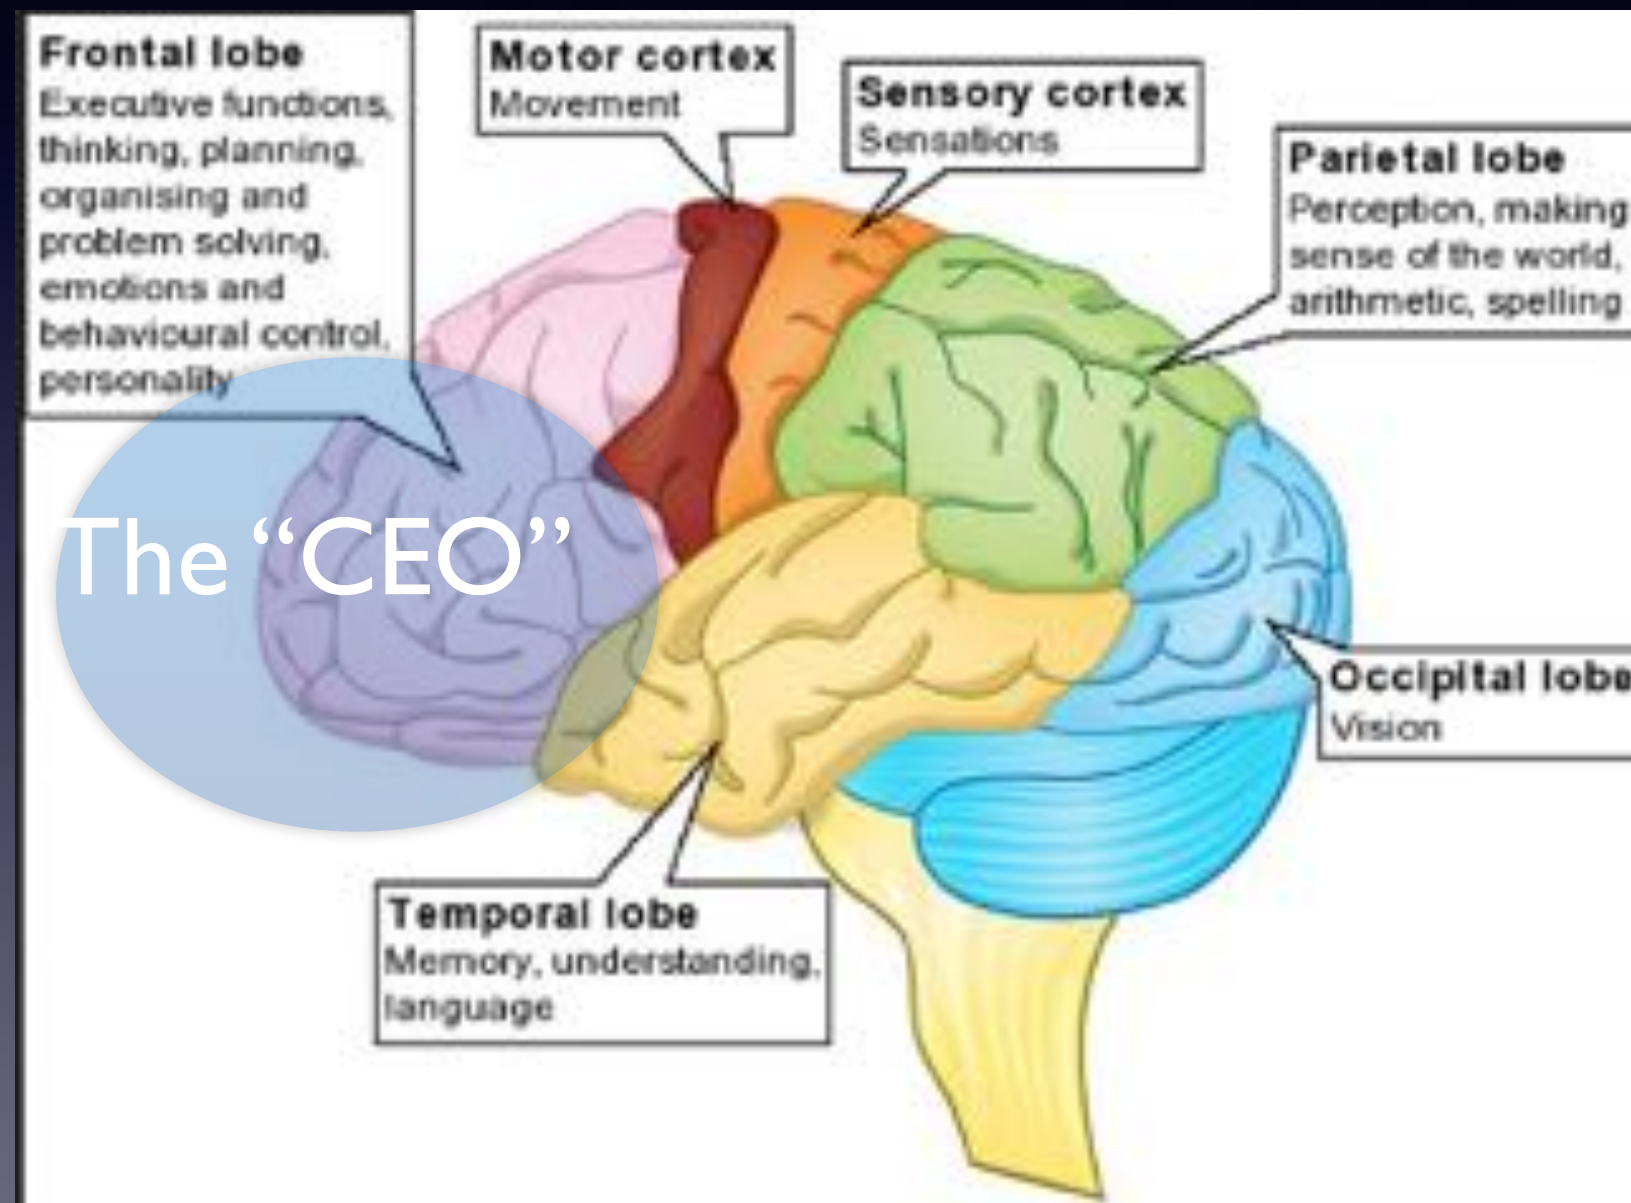 Frontal lobe
Executive functions,
thinking, planning,
organising and
problem solving,
emotions and
behavioural control,
personality
Motor cortex
Movement
Sensory cortex
Sensations
Parietal lobe
Perception, making
sense of the world,
arithmetic, spelling
The “CEO”
Occipital lobe
Vision
Temporal lobe
Memory, understanding,
language